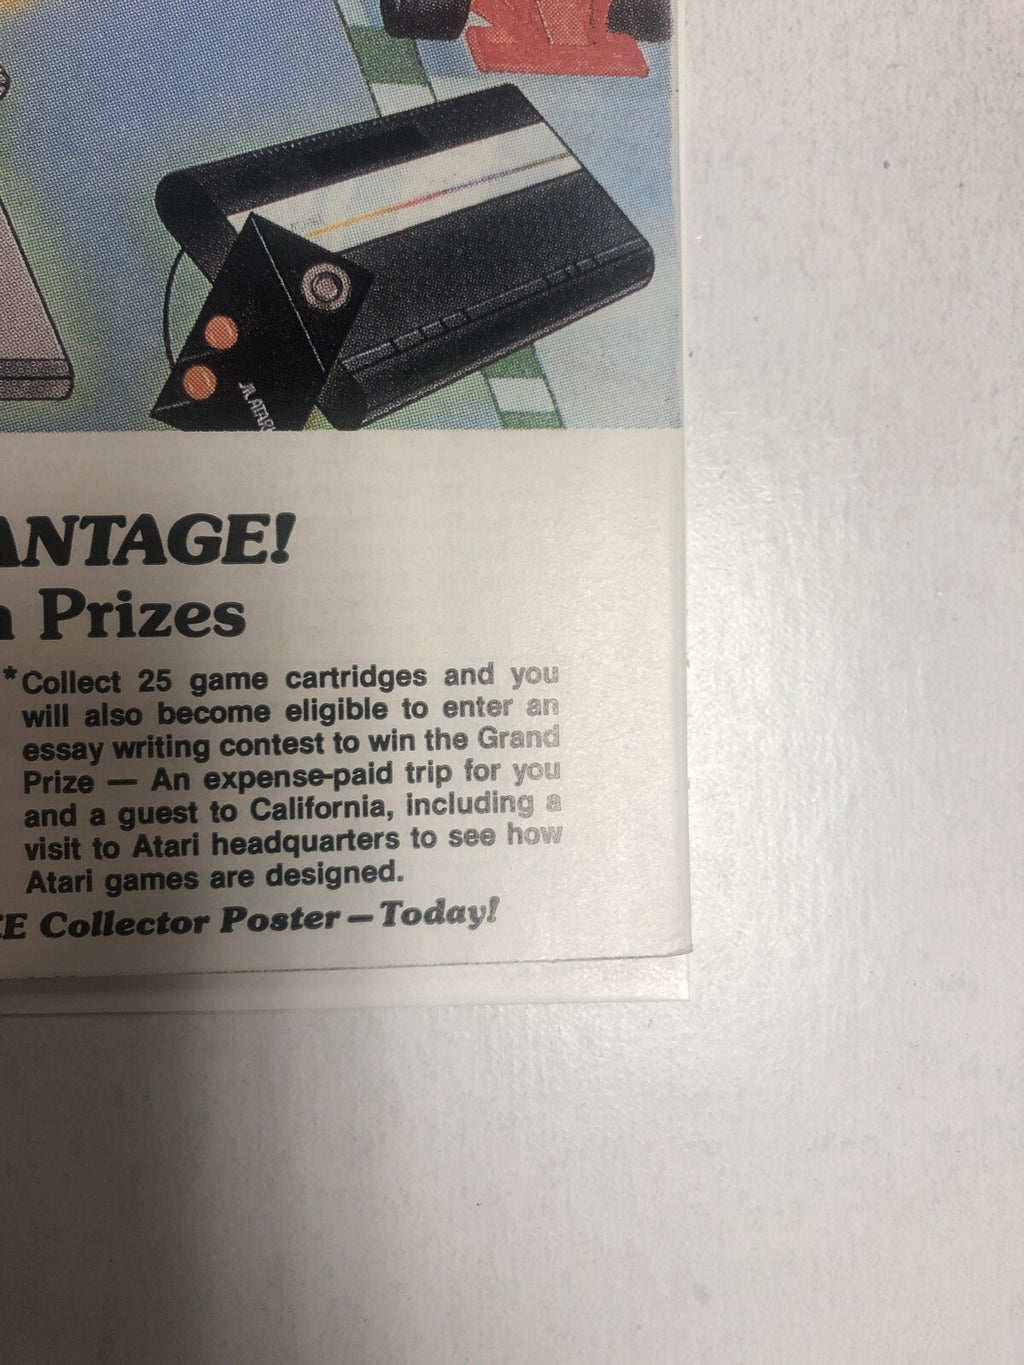 ATARI
ANTAGE!
Prizes
*Collect 25 game cartridges and you
will also become eligible to enter an
essay writing contest to win the Grand
Prize — An expense-paid trip for you
and a guest to California, including a
visit to Atari headquarters to see how
Atari games are designed.
E Collector Poster — Today!